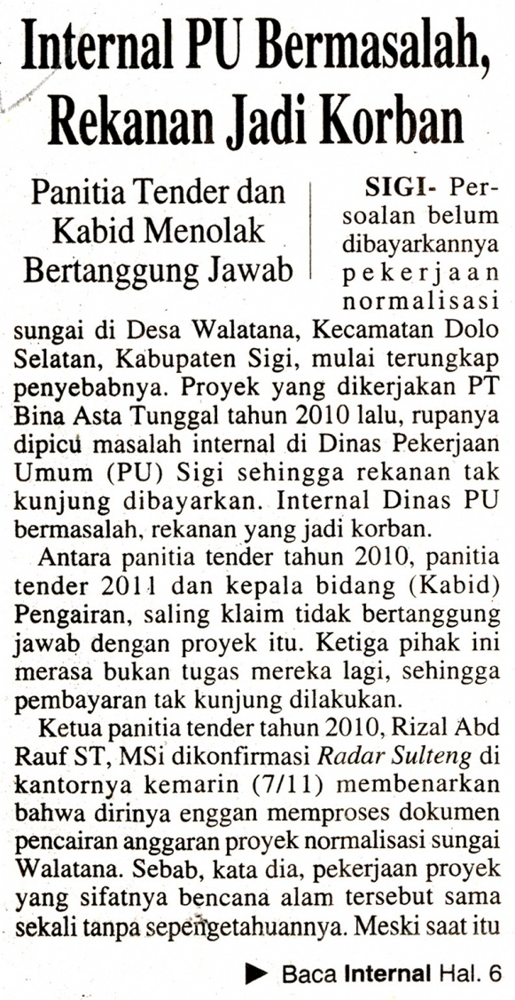 Internal PU Bermasalah,
Rekanan Jadi Korban
Panitia Tender dan
Kabid Menolak
Bertanggung Jawab
SIGI- Per-
soalan belum
dibayarkannya
pekerjaan
normalisasi
sungai di Desa Walatana, Kecamatan Dolo
Selatan, Kabupaten Sigi, mulai terungkap
penyebabnya. Proyek yang dikerjakan PT
Bina Asta Tunggal tahun 2010 lalu, rupanya
dipicu masalah internal di Dinas Pekerjaan
Umum (PU) Sigi sehingga rekanan tak
kunjung dibayarkan. Internal Dinas PU
bermasalah, rekanan yang jadi korban.
Antara panitia tender tahun 2010, panitia
tender 2011 dan kepala bidang (Kabid)
Pengairan, saling klaim tidak bertanggung
jawab dengan proyek itu. Ketiga pihak ini
merasa bukan tugas mereka lagi, sehingga
pembayaran tak kunjung dilakukan.
Ketua panitia tender tahun 2010, Rizal Abd
Rauf ST, MSi dikonfirmasi Radar Sulteng di
kantornya kemarin (7/11) membenarkan
bahwa dirinya enggan memproses dokumen
pencairan anggaran proyek normalisasi sungai
Walatana. Sebab, kata dia, pekerjaan proyek
yang sifatnya bencana alam tersebut sama
sekali tanpa sepengetahuannya. Meski saat itu
► Baca Internal Hal. 6